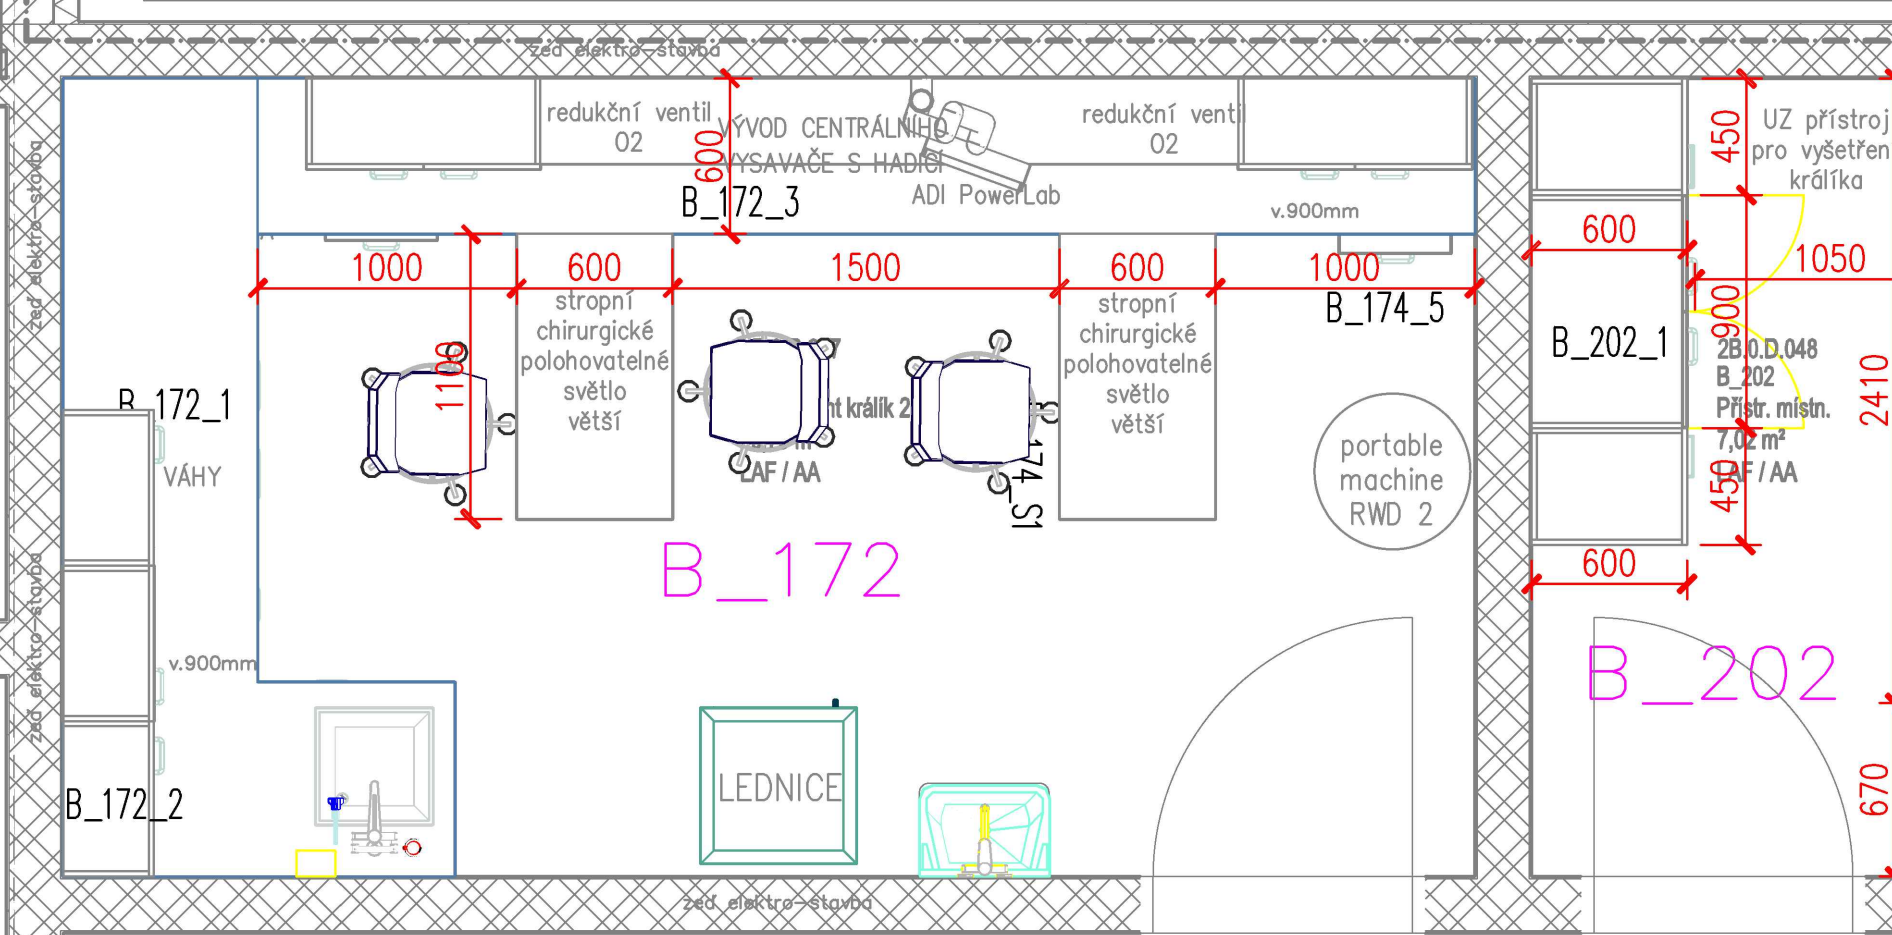 zeď elektro-stavba
redukční ventil
O2
VÝVOD CENTRÁLNÍHO
VYSAVAČE S HADICÍ
600
B_172_3
ADI PowerLab
redukční ventil
O2
v.900mm
450
UZ přístroj
pro vyšetřen
králíka
zeď elektro-stavba
1000
600
1500
600
1000
600
1050
stropní
chirurgické
polohovatelné
světlo
větší
stropní
chirurgické
polohovatelné
světlo
větší
B_174_5
B_202_1
900
2B.0.D.048
B_202
Přístr. místn.
7,02 m²
LAF / AA
2410
1100
B_172_1
nt králík 2
LAF / AA
174_S1
VÁHY
portable
machine
RWD 2
450
B_172
600
zeď elektro-stavba
v.900mm
B_202
LEDNICE
B_172_2
670
zeď elektro-stavba